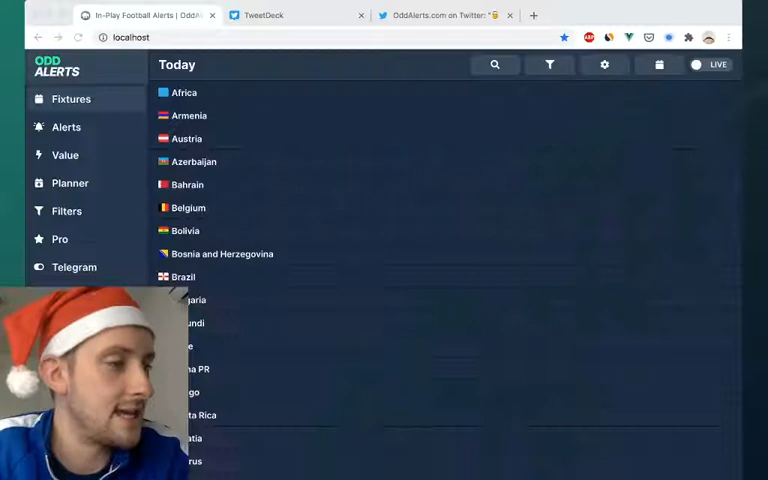 In-Play Football Alerts | OddA
TweetDeck
OddAlerts.com on Twitter: "
localhost
ABP
ODD
ALERTS
Today
LIVE
Fixtures
Alerts
Value
Planner
Filters
Pro
Telegram
Africa
Armenia
Austria
Azerbaijan
Bahrain
Belgium
Bolivia
Bosnia and Herzegovina
Brazil
garia
undi
e
na PR
go
ta Rica
atia
rus